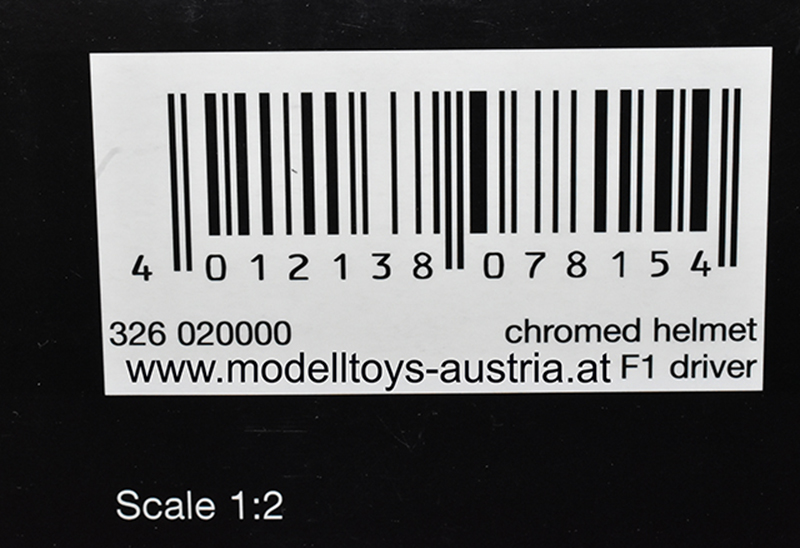 4 012138 078154
326 020000 chromed helmet
www.modelltoys-austria.at F1 driver
Scale 1:2